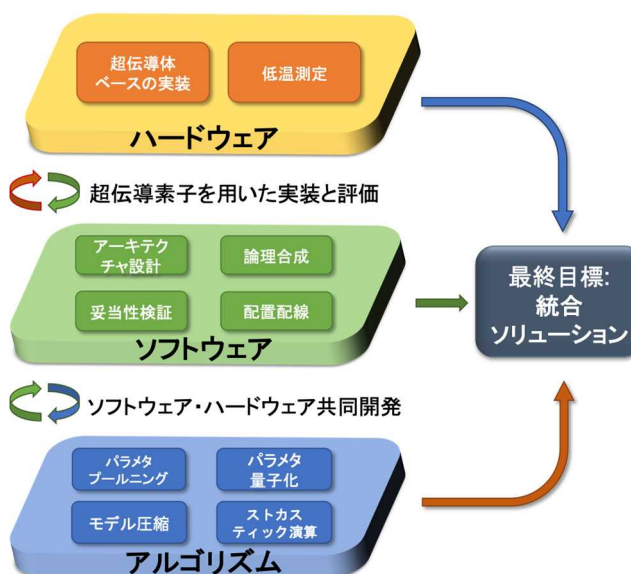 超伝導体
ベースの実装
低温測定
ハードウェア
超伝導素子を用いた実装と評価
アーキテク
チャ設計
論理合成
妥当性検証
配置配線
ソフトウェア
最終目標:
統合
ソリューション
ソフトウェア・ハードウェア共同開発
パラメタ
プールニング
パラメタ
量子化
モデル圧縮
ストカス
ティック演算
アルゴリズム